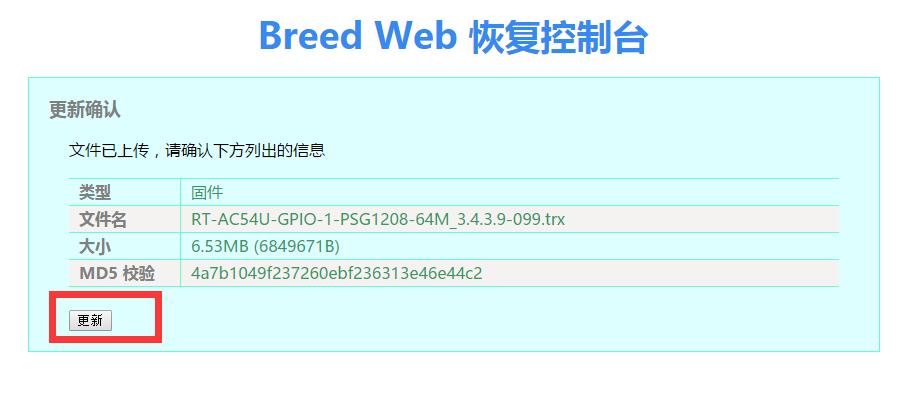 Breed Web 恢复控制台
更新确认
文件已上传，请确认下方列出的信息
类型 固件
文件名 RT-AC54U-GPIO-1-PSG1208-64M_3.4.3.9-099.trx
大小 6.53MB (6849671B)
MD5 校验 4a7b1049f237260ebf236313e46e44c2
更新